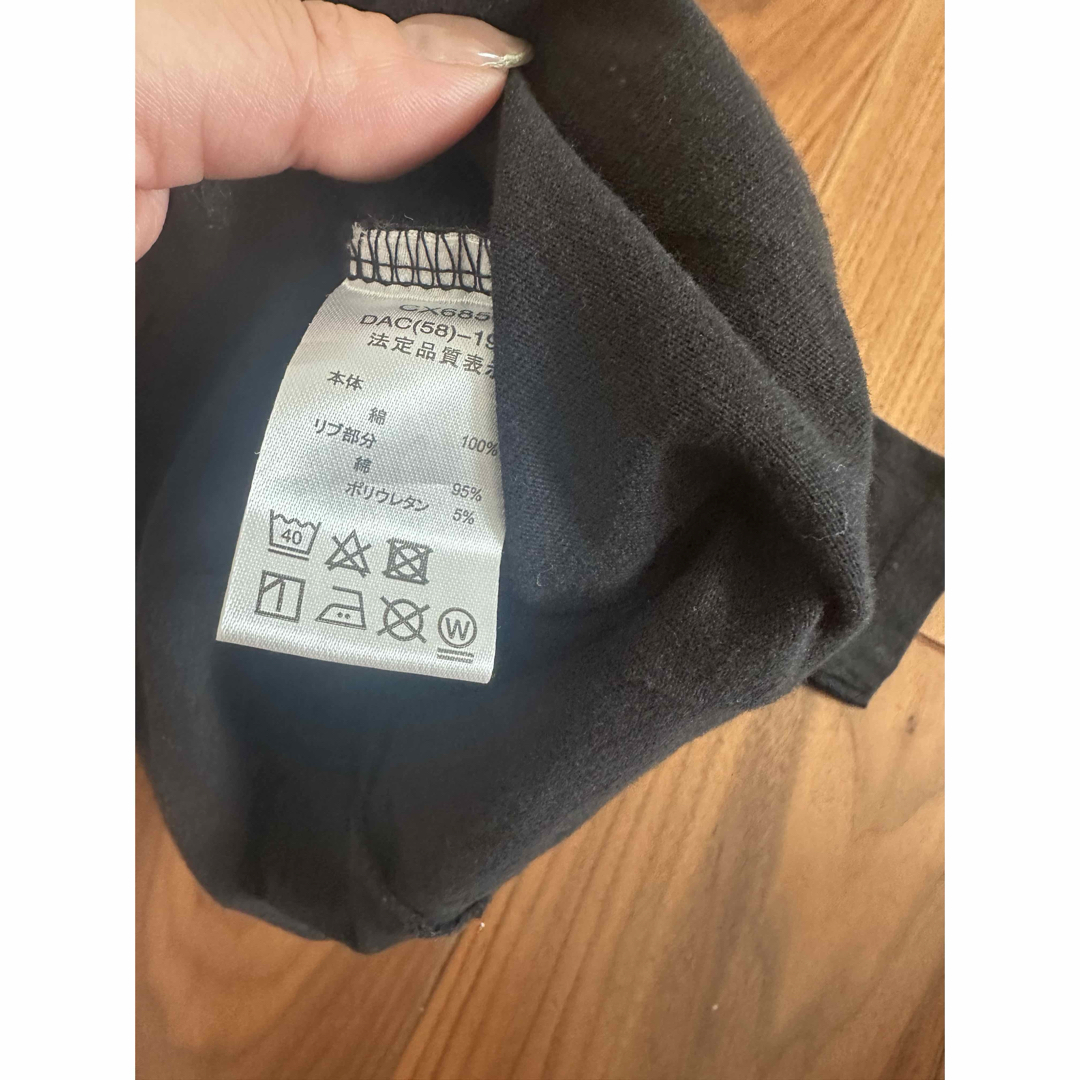 CX685
DAC(58)-19
法定品質表示
本体
綿 100%
リブ部分
綿 95%
ポリウレタン 5%
40
W